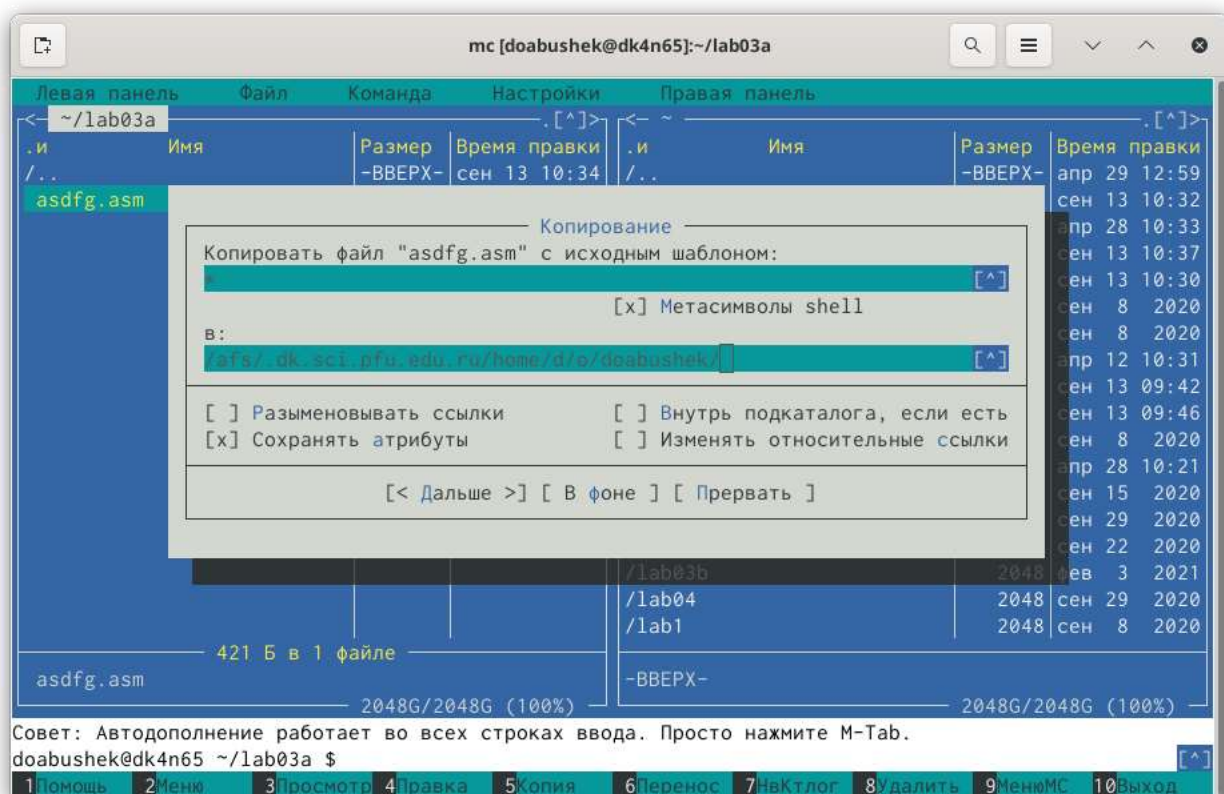 mc [doabushek@dk4n65]:~/lab03a
Левая панель Файл Команда Настройки Правая панель
<- ~/lab03a .[^]> <- ~ .[^]>
.и Имя Размер Время правки .и Имя Размер Время правки
/.. -ВВЕРХ- сен 13 10:34 /.. -ВВЕРХ- апр 29 12:59
asdfg.asm сен 13 10:32
Копирование апр 28 10:33
Копировать файл "asdfg.asm" с исходным шаблоном: сен 13 10:37
* [^] сен 13 10:30
[x] Метасимволы shell сен 8 2020
в: сен 8 2020
/afs/.dk.sci.pfu.edu.ru/home/d/o/doabushek/ [^] апр 12 10:31
сен 13 09:42
[ ] Разыменовывать ссылки [ ] Внутрь подкаталога, если есть сен 13 09:46
[x] Сохранять атрибуты [ ] Изменять относительные ссылки сен 8 2020
апр 28 10:21
[< Дальше >] [ В фоне ] [ Прервать ] сен 15 2020
сен 29 2020
сен 22 2020
/lab03b 2048 фев 3 2021
/lab04 2048 сен 29 2020
/lab1 2048 сен 8 2020
421 Б в 1 файле
asdfg.asm -ВВЕРХ-
2048G/2048G (100%) 2048G/2048G (100%)
Совет: Автодополнение работает во всех строках ввода. Просто нажмите M-Tab.
doabushek@dk4n65 ~/lab03a $ [^]
1Помощь 2Меню 3Просмотр 4Правка 5Копия 6Перенос 7НвКтлог 8Удалить 9МенюМС 10Выход